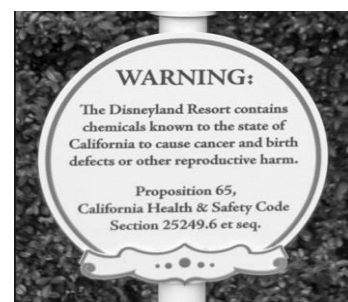 WARNING:
The Disneyland Resort contains
chemicals known to the state of
California to cause cancer and birth
defects or other reproductive harm.
Proposition 65,
California Health & Safety Code
Section 25249.6 et seq.